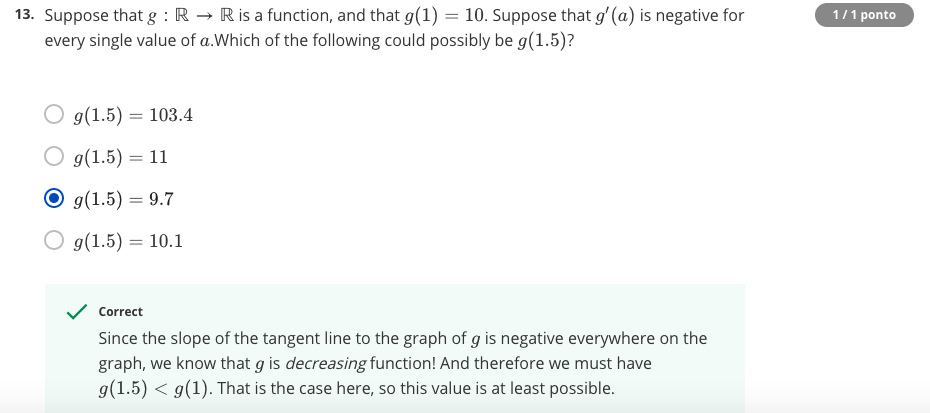 13. Suppose that g : ℝ → ℝ is a function, and that g(1) = 10. Suppose that g′(a) is negative for
1 / 1 ponto
every single value of a.Which of the following could possibly be g(1.5)?
g(1.5) = 103.4
g(1.5) = 11
g(1.5) = 9.7
g(1.5) = 10.1
Correct
Since the slope of the tangent line to the graph of g is negative everywhere on the
graph, we know that g is decreasing function! And therefore we must have
g(1.5) < g(1). That is the case here, so this value is at least possible.